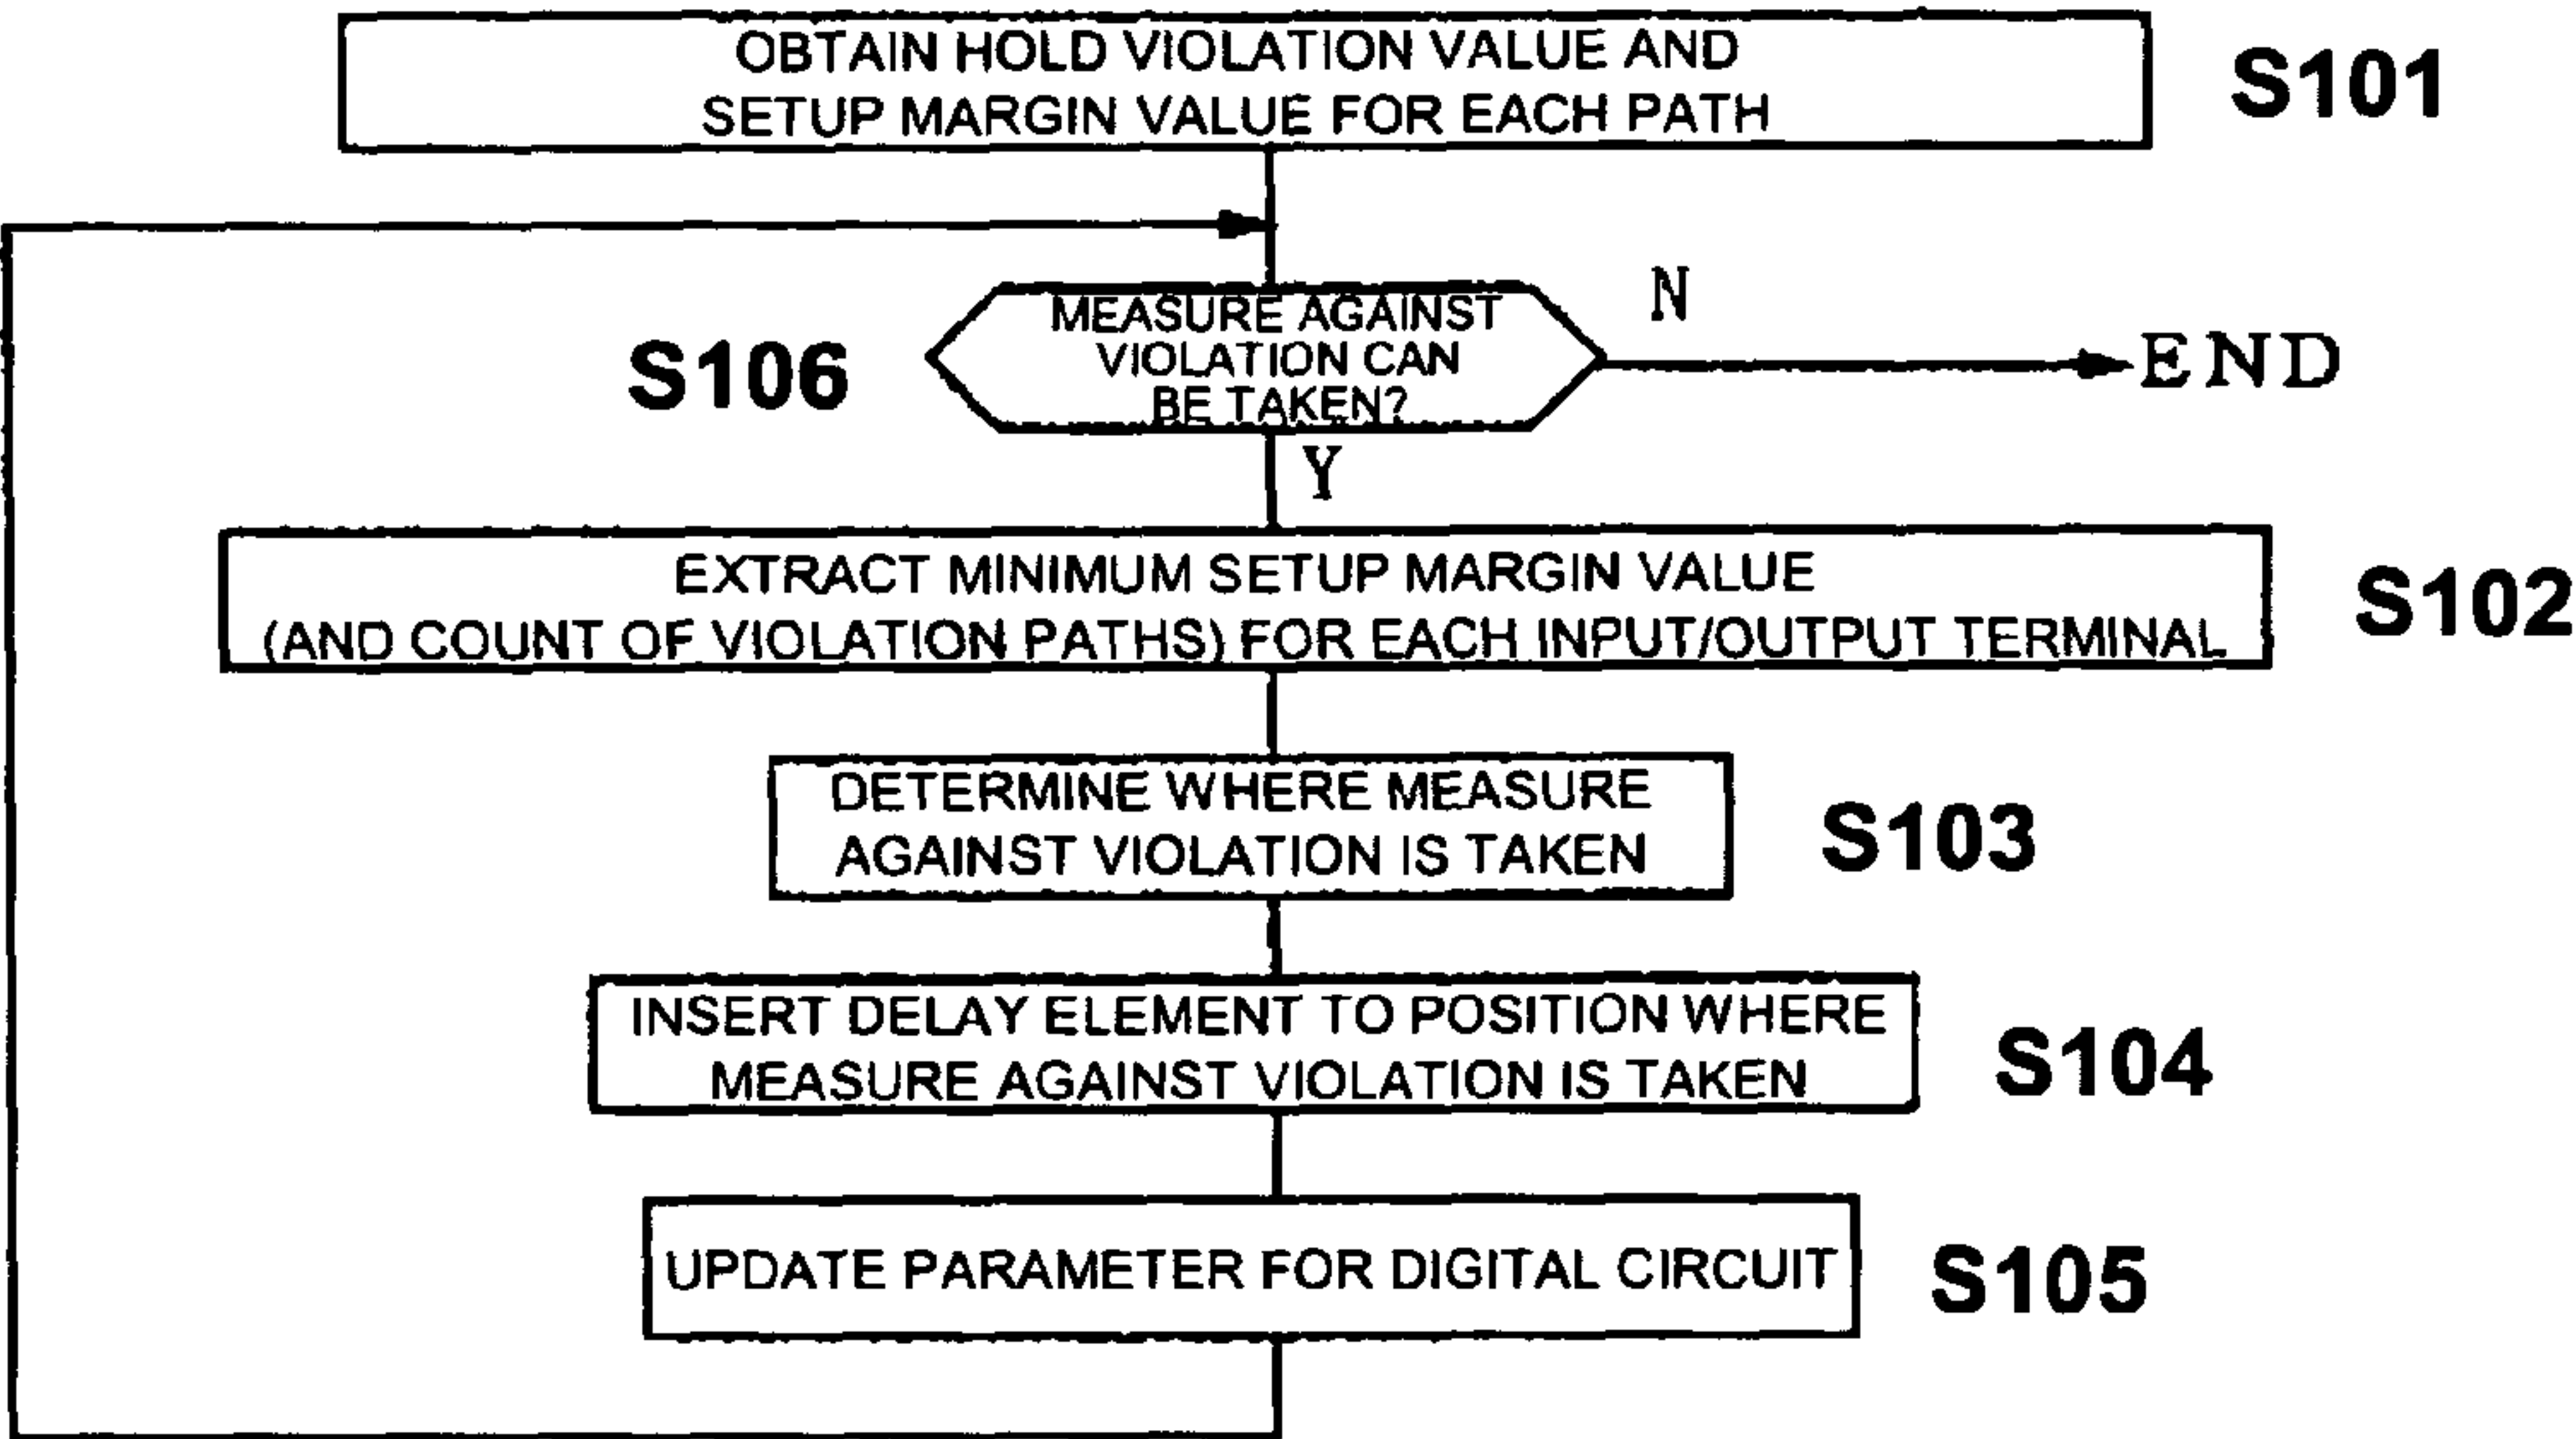 OBTAIN HOLD VIOLATION VALUE AND
SETUP MARGIN VALUE FOR EACH PATH
S101
MEASURE AGAINST
VIOLATION CAN
BE TAKEN?
S106
N
END
Y
EXTRACT MINIMUM SETUP MARGIN VALUE
(AND COUNT OF VIOLATION PATHS) FOR EACH INPUT/OUTPUT TERMINAL
S102
DETERMINE WHERE MEASURE
AGAINST VIOLATION IS TAKEN
S103
INSERT DELAY ELEMENT TO POSITION WHERE
MEASURE AGAINST VIOLATION IS TAKEN
S104
UPDATE PARAMETER FOR DIGITAL CIRCUIT
S105